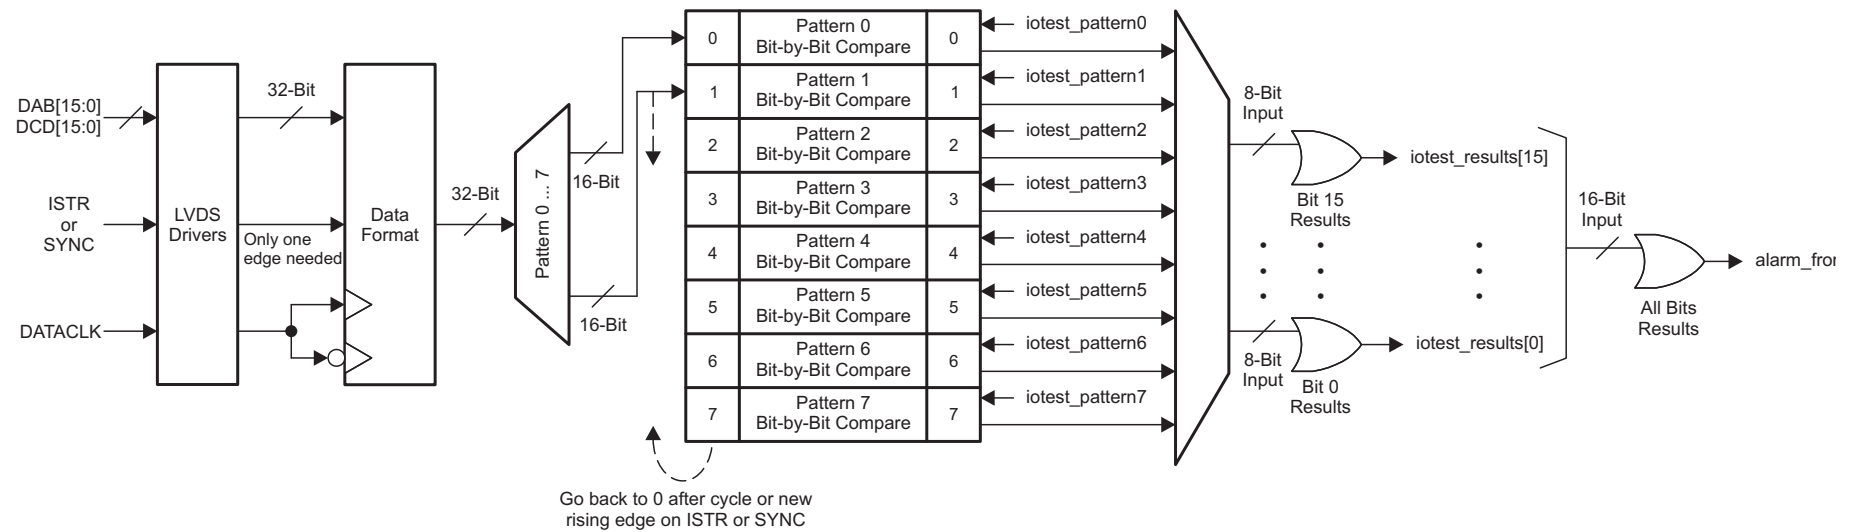 DAB[15:0]
DCD[15:0]
ISTR
or
SYNC
DATACLK
LVDS
Drivers
32-Bit
Only one
edge needed
Data
Format
32-Bit
Pattern 0 ... 7
16-Bit
16-Bit
0 Pattern 0 Bit-by-Bit Compare 0
1 Pattern 1 Bit-by-Bit Compare 1
2 Pattern 2 Bit-by-Bit Compare 2
3 Pattern 3 Bit-by-Bit Compare 3
4 Pattern 4 Bit-by-Bit Compare 4
5 Pattern 5 Bit-by-Bit Compare 5
6 Pattern 6 Bit-by-Bit Compare 6
7 Pattern 7 Bit-by-Bit Compare 7
Go back to 0 after cycle or new
rising edge on ISTR or SYNC
iotest_pattern0
iotest_pattern1
iotest_pattern2
iotest_pattern3
iotest_pattern4
iotest_pattern5
iotest_pattern6
iotest_pattern7
8-Bit
Input
Bit 15
Results
iotest_results[15]
8-Bit
Input
Bit 0
Results
iotest_results[0]
16-Bit
Input
All Bits
Results